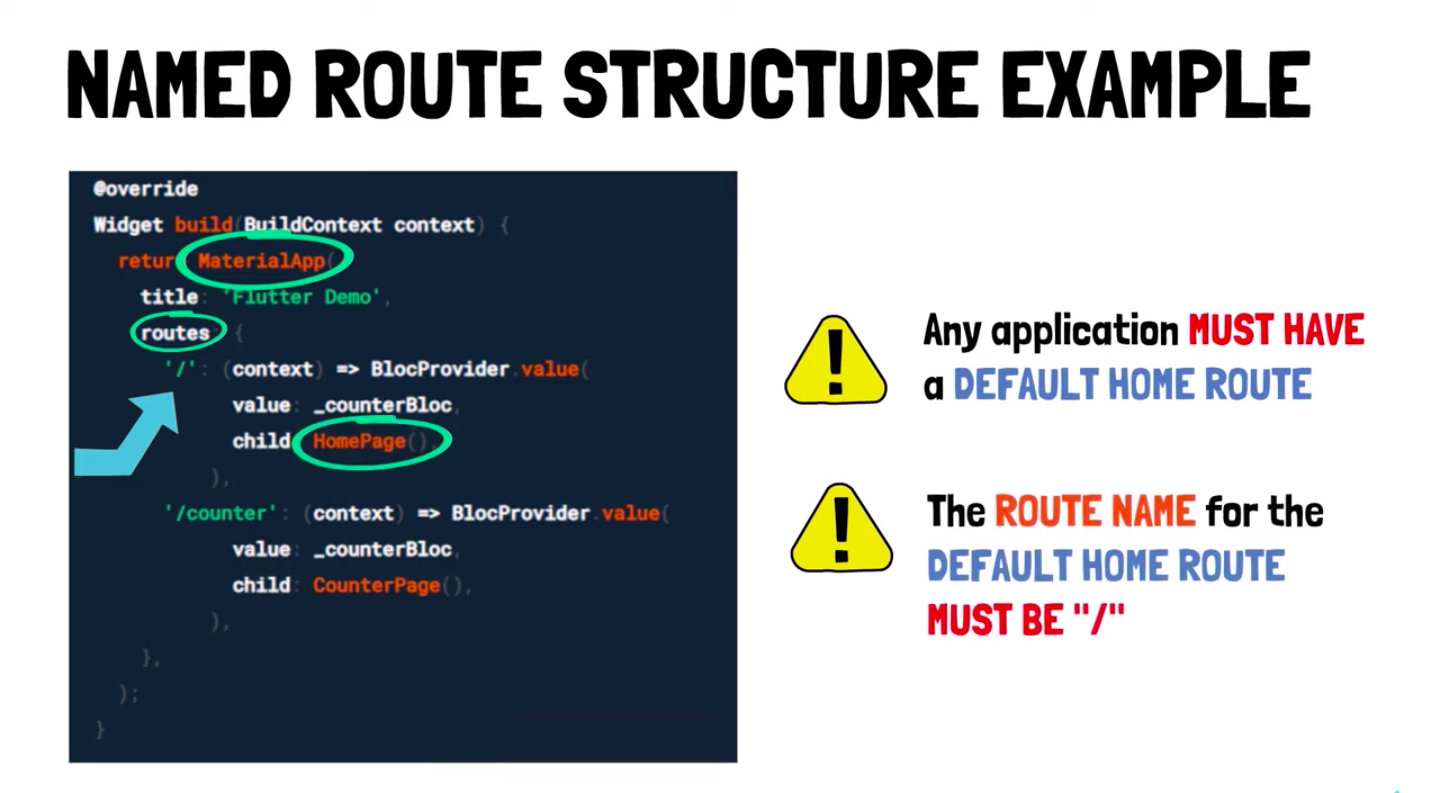 NAMED ROUTE STRUCTURE EXAMPLE
@override
Widget build(BuildContext context) {
return MaterialApp(
title: 'Flutter Demo',
routes: {
'/': (context) => BlocProvider.value(
value: _counterBloc,
child: HomePage(),
),
'/counter': (context) => BlocProvider.value(
value: _counterBloc,
child: CounterPage(),
),
},
);
}
Any application MUST HAVE
a DEFAULT HOME ROUTE
The ROUTE NAME for the
DEFAULT HOME ROUTE
MUST BE "/"